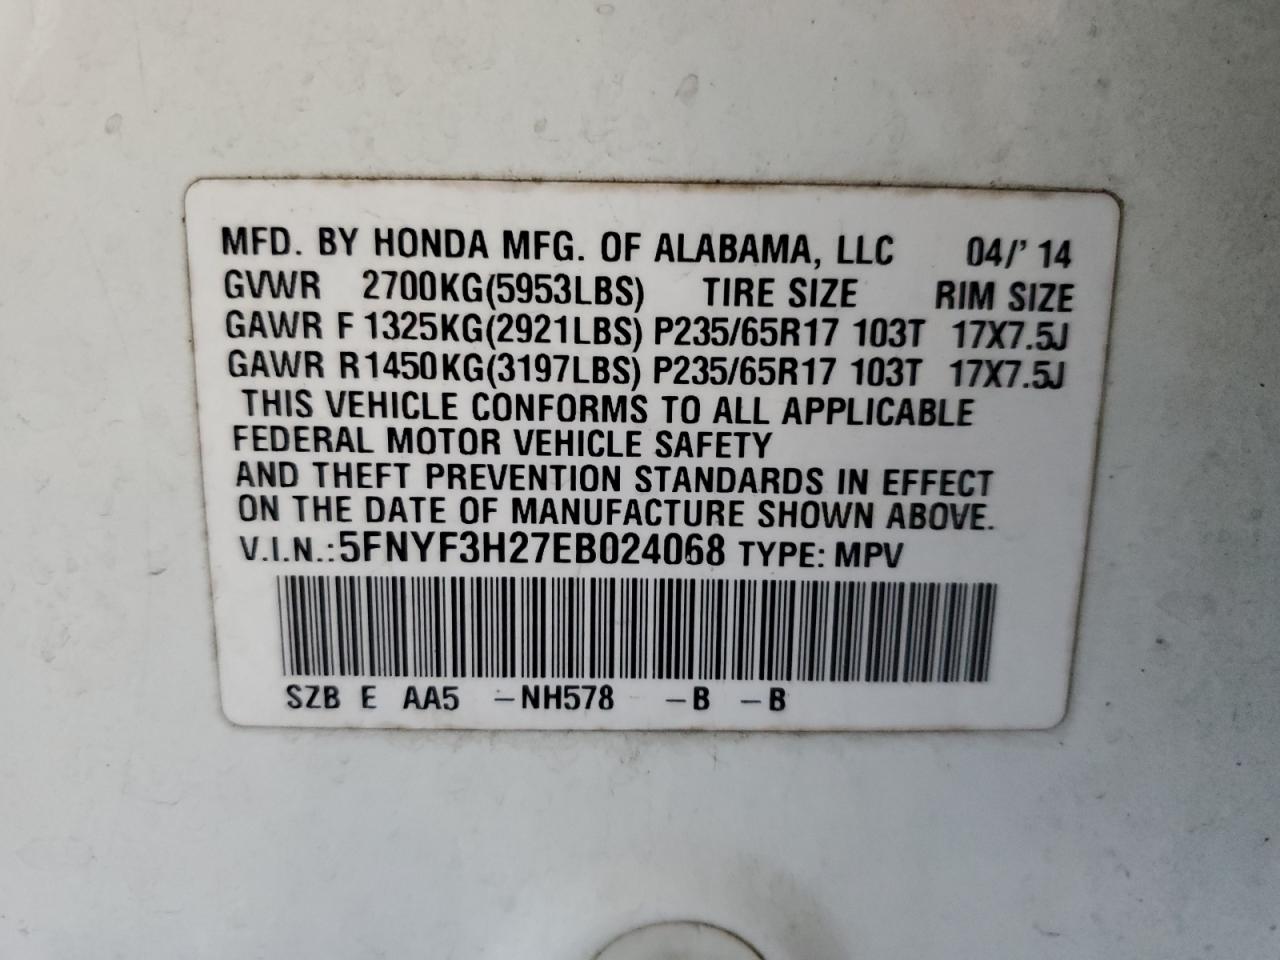 MFD. BY HONDA MFG. OF ALABAMA, LLC 04/' 14
GVWR 2700KG(5953LBS) TIRE SIZE RIM SIZE
GAWR F 1325KG(2921LBS) P235/65R17 103T 17X7.5J
GAWR R1450KG(3197LBS) P235/65R17 103T 17X7.5J
THIS VEHICLE CONFORMS TO ALL APPLICABLE
FEDERAL MOTOR VEHICLE SAFETY
AND THEFT PREVENTION STANDARDS IN EFFECT
ON THE DATE OF MANUFACTURE SHOWN ABOVE.
V.I.N.:5FNYF3H27EB024068 TYPE: MPV
SZB E AA5 –NH578 –B –B